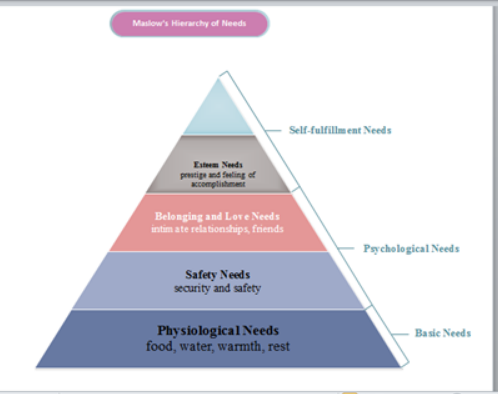 Maslow's Hierarchy of Needs
Self-fulfillment Needs
Esteem Needs
prestige and feeling of
accomplishment
Belonging and Love Needs
intimate relationships, friends
Psychological Needs
Safety Needs
security and safety
Physiological Needs
food, water, warmth, rest
Basic Needs